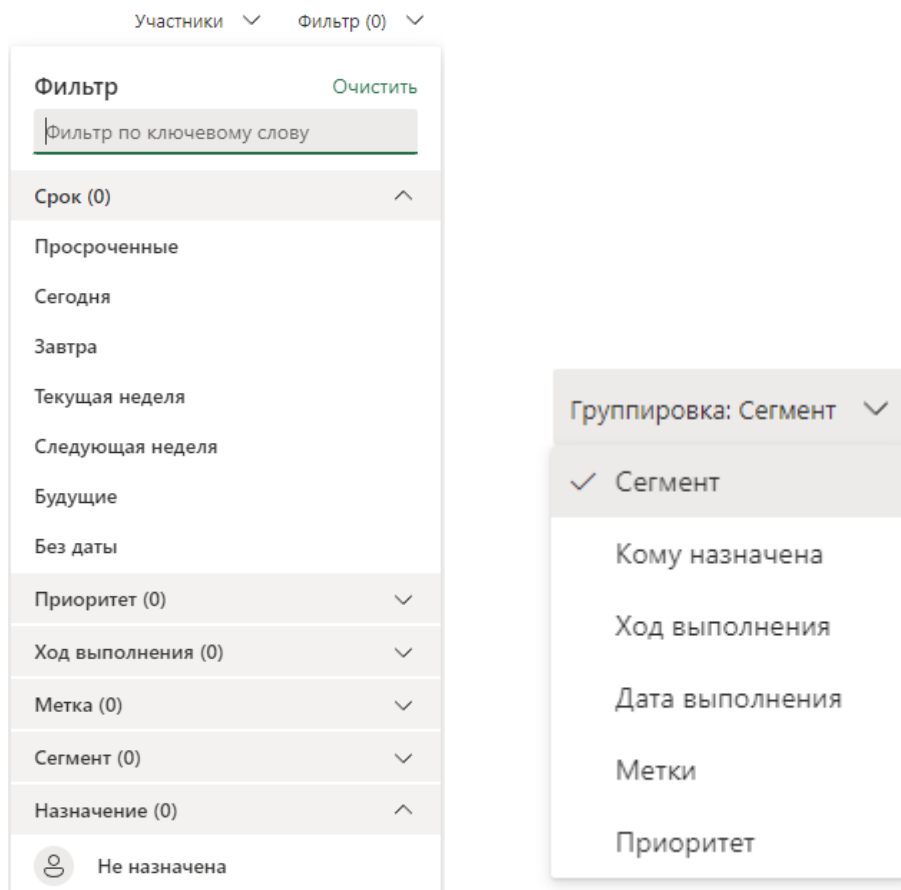 Участники Фильтр (0)
Фильтр Очистить
Фильтр по ключевому слову
Срок (0)
Просроченные
Сегодня
Завтра
Текущая неделя
Следующая неделя
Будущие
Без даты
Приоритет (0)
Ход выполнения (0)
Метка (0)
Сегмент (0)
Назначение (0)
Не назначена
Группировка: Сегмент
Сегмент
Кому назначена
Ход выполнения
Дата выполнения
Метки
Приоритет